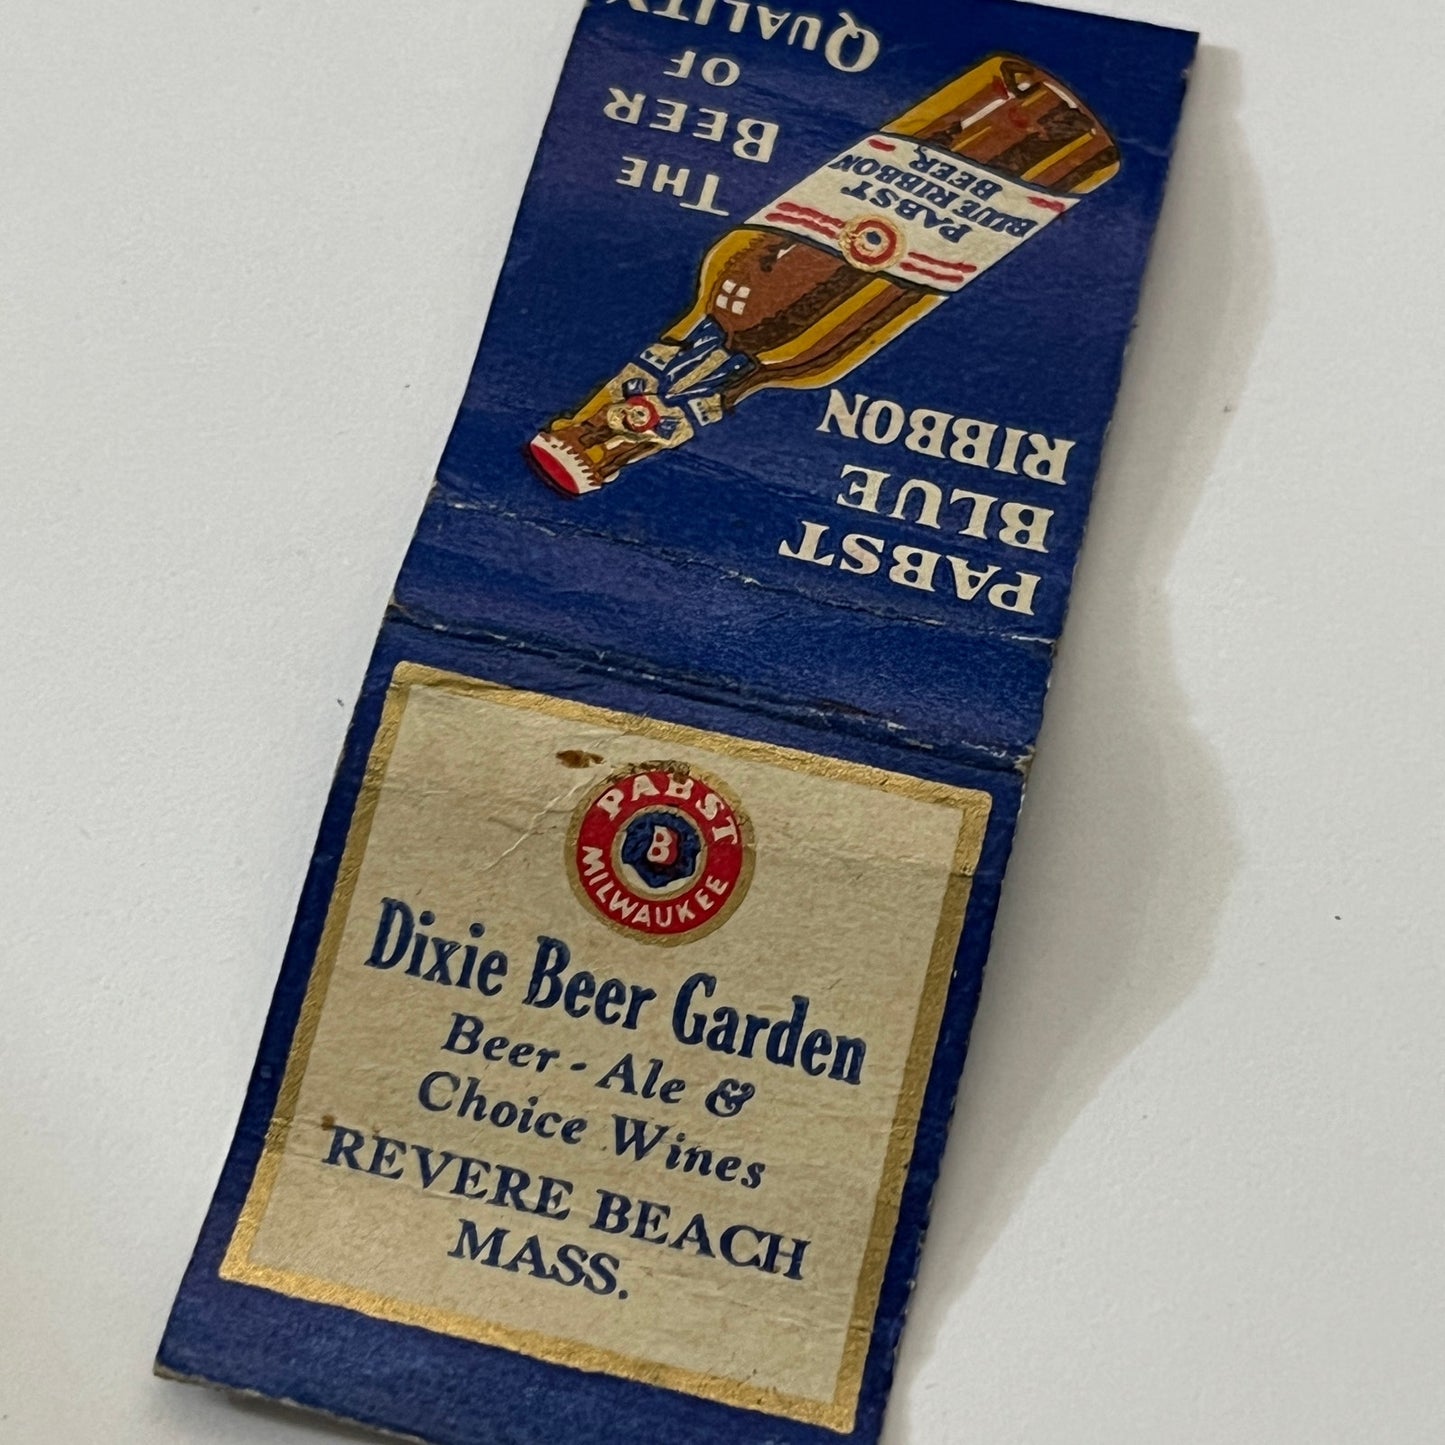 PABST
BLUE
RIBBON
PABST
BLUE RIBBON
BEER
THE
BEER
OF
QUALITY
PABST
B
MILWAUKEE
Dixie Beer Garden
Beer - Ale &
Choice Wines
REVERE BEACH
MASS.